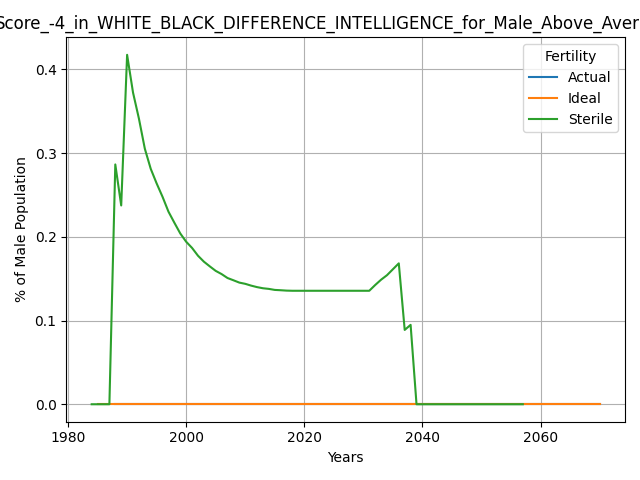 Score_-4_in_WHITE_BLACK_DIFFERENCE_INTELLIGENCE_for_Male_Above_Aver
Fertility
Actual
Ideal
Sterile
% of Male Population
0.4
0.3
0.2
0.1
0.0
1980 2000 2020 2040 2060
Years